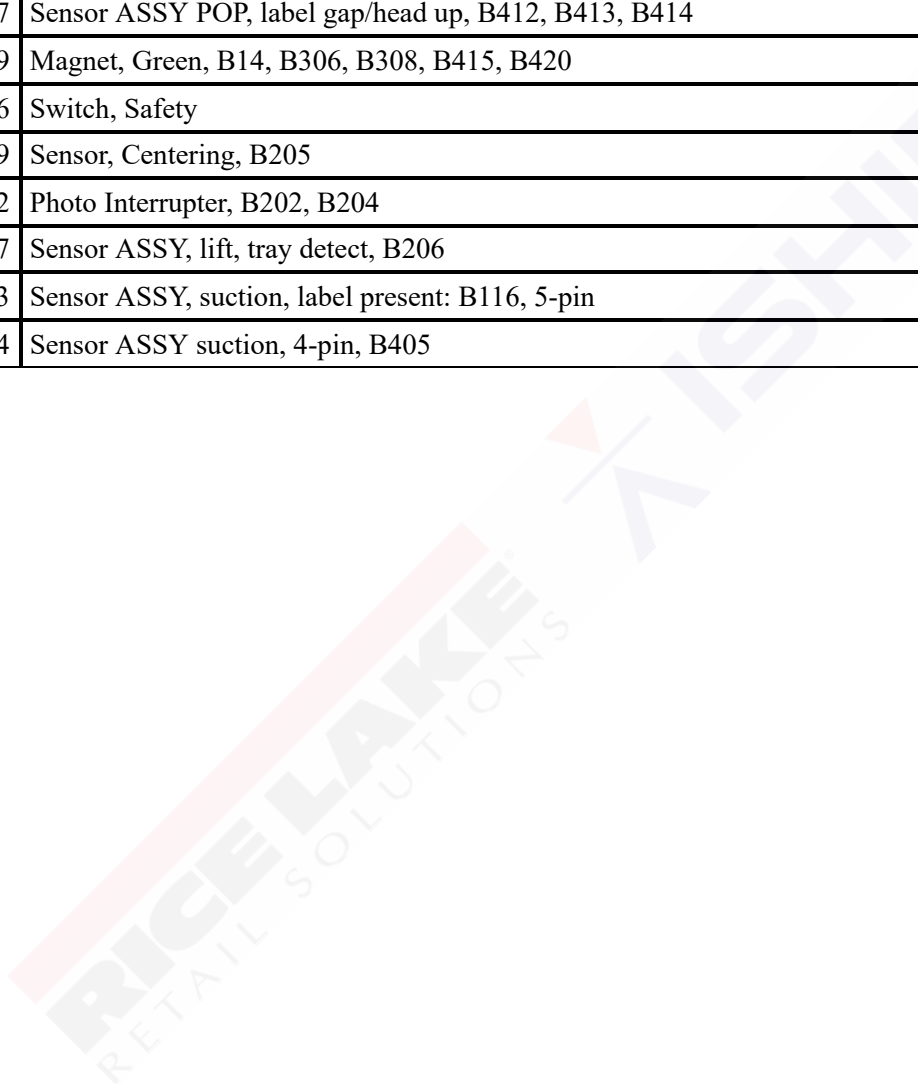 7 Sensor ASSY POP, label gap/head up, B412, B413, B414
9 Magnet, Green, B14, B306, B308, B415, B420
6 Switch, Safety
9 Sensor, Centering, B205
2 Photo Interrupter, B202, B204
7 Sensor ASSY, lift, tray detect, B206
3 Sensor ASSY, suction, label present: B116, 5-pin
4 Sensor ASSY suction, 4-pin, B405
RICE LAKE
RETAIL SOLUTIONS